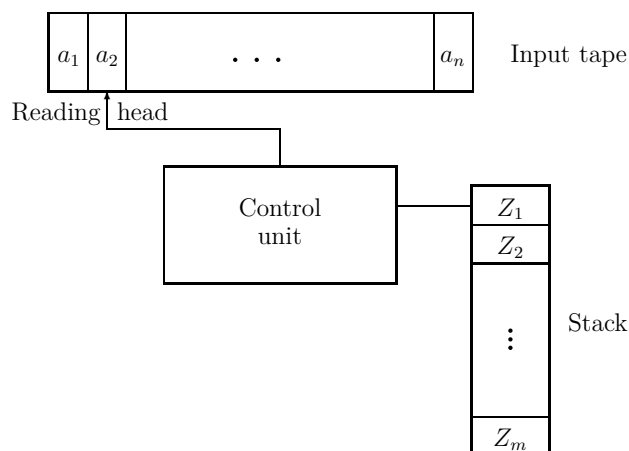 a₁ a₂ . . . aₙ Input tape
Reading head
Control
unit
Z₁
Z₂
⋮
Stack
Zₘ